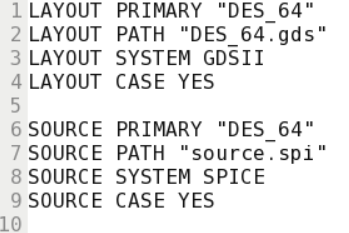 1 LAYOUT PRIMARY "DES_64"
2 LAYOUT PATH "DES_64.gds"
3 LAYOUT SYSTEM GDSII
4 LAYOUT CASE YES
5
6 SOURCE PRIMARY "DES_64"
7 SOURCE PATH "source.spi"
8 SOURCE SYSTEM SPICE
9 SOURCE CASE YES
10